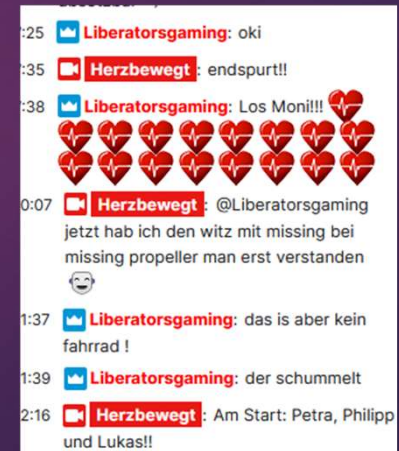 :25 Liberatorsgaming: oki
:35 Herzbewegt : endspurt!!
:38 Liberatorsgaming: Los Moni!!!
0:07 Herzbewegt : @Liberatorsgaming
jetzt hab ich den witz mit missing bei
missing propeller man erst verstanden
1:37 Liberatorsgaming: das is aber kein
fahrrad !
1:39 Liberatorsgaming: der schummelt
2:16 Herzbewegt : Am Start: Petra, Philipp
und Lukas!!